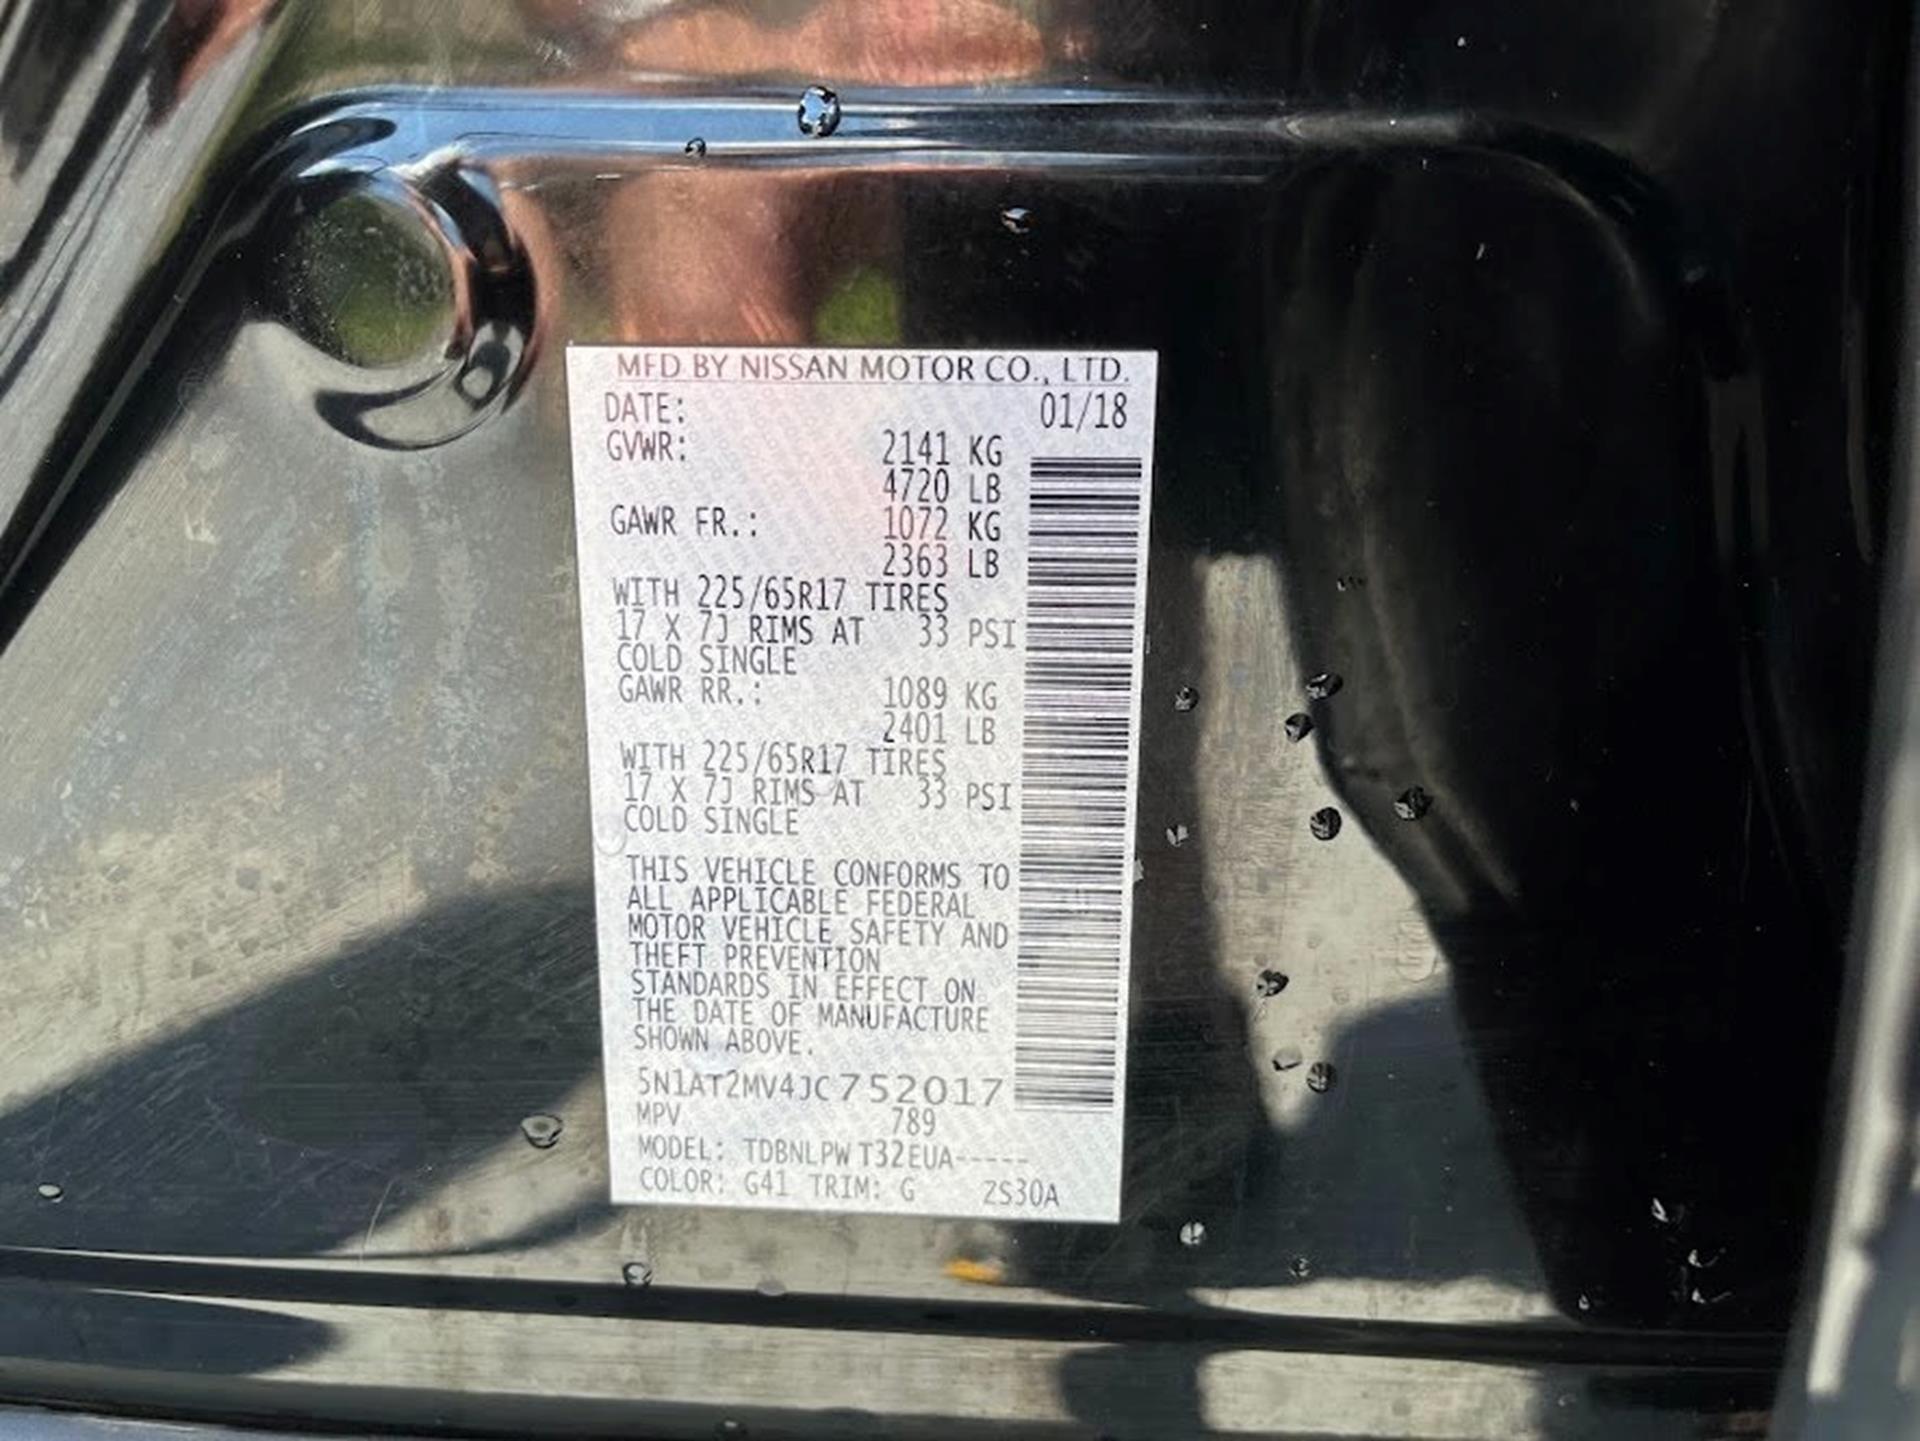 MFD BY NISSAN MOTOR CO., LTD.
DATE: 01/18
GVWR: 2141 KG
4720 LB
GAWR FR.: 1072 KG
2363 LB
WITH 225/65R17 TIRES
17 X 7J RIMS AT 33 PSI
COLD SINGLE
GAWR RR.: 1089 KG
2401 LB
WITH 225/65R17 TIRES
17 X 7J RIMS AT 33 PSI
COLD SINGLE
THIS VEHICLE CONFORMS TO
ALL APPLICABLE FEDERAL
MOTOR VEHICLE SAFETY AND
THEFT PREVENTION
STANDARDS IN EFFECT ON
THE DATE OF MANUFACTURE
SHOWN ABOVE.
5N1AT2MV4JC752017
MPV 789
MODEL: TDBNLPW T32EUA-----
COLOR: G41 TRIM: G 2S30A